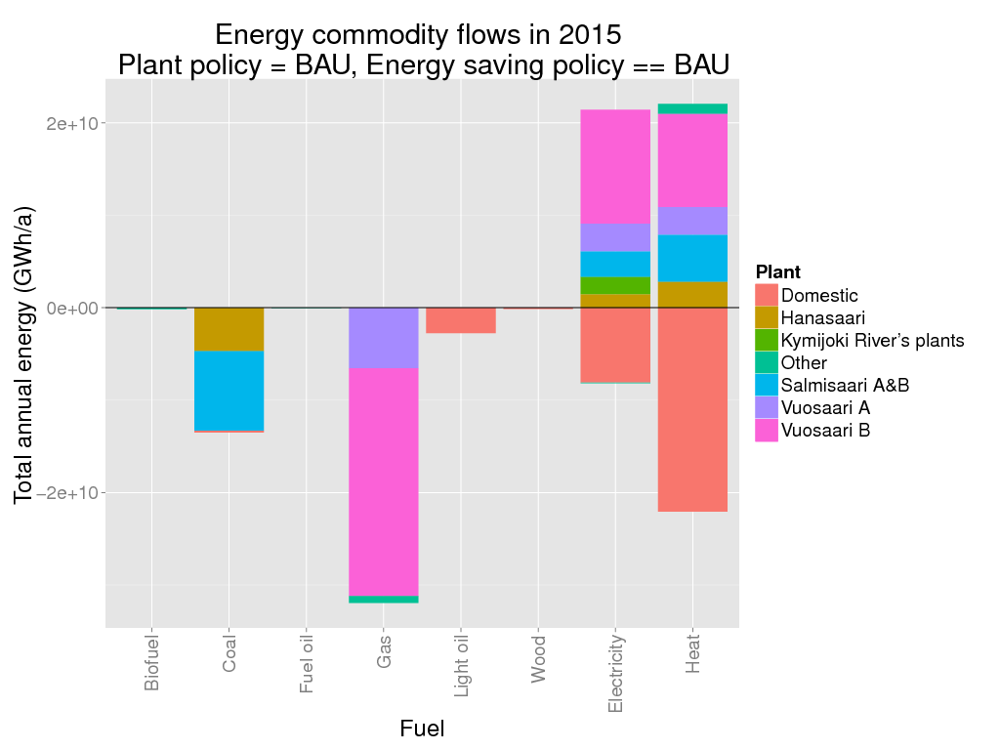 Energy commodity flows in 2015
Plant policy = BAU, Energy saving policy == BAU
Total annual energy (GWh/a)
2e+10
0e+00
−2e+10
Biofuel
Coal
Fuel oil
Gas
Light oil
Wood
Electricity
Heat
Fuel
Plant
Domestic
Hanasaari
Kymijoki River's plants
Other
Salmisaari A&B
Vuosaari A
Vuosaari B